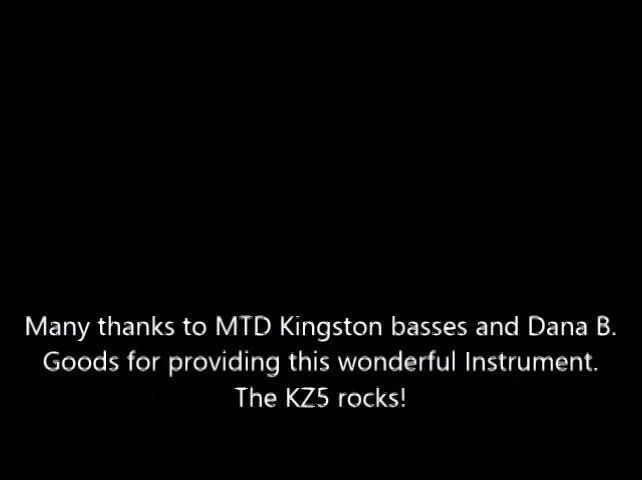 Many thanks to MTD Kingston basses and Dana B.
Goods for providing this wonderful Instrument.
The KZ5 rocks!